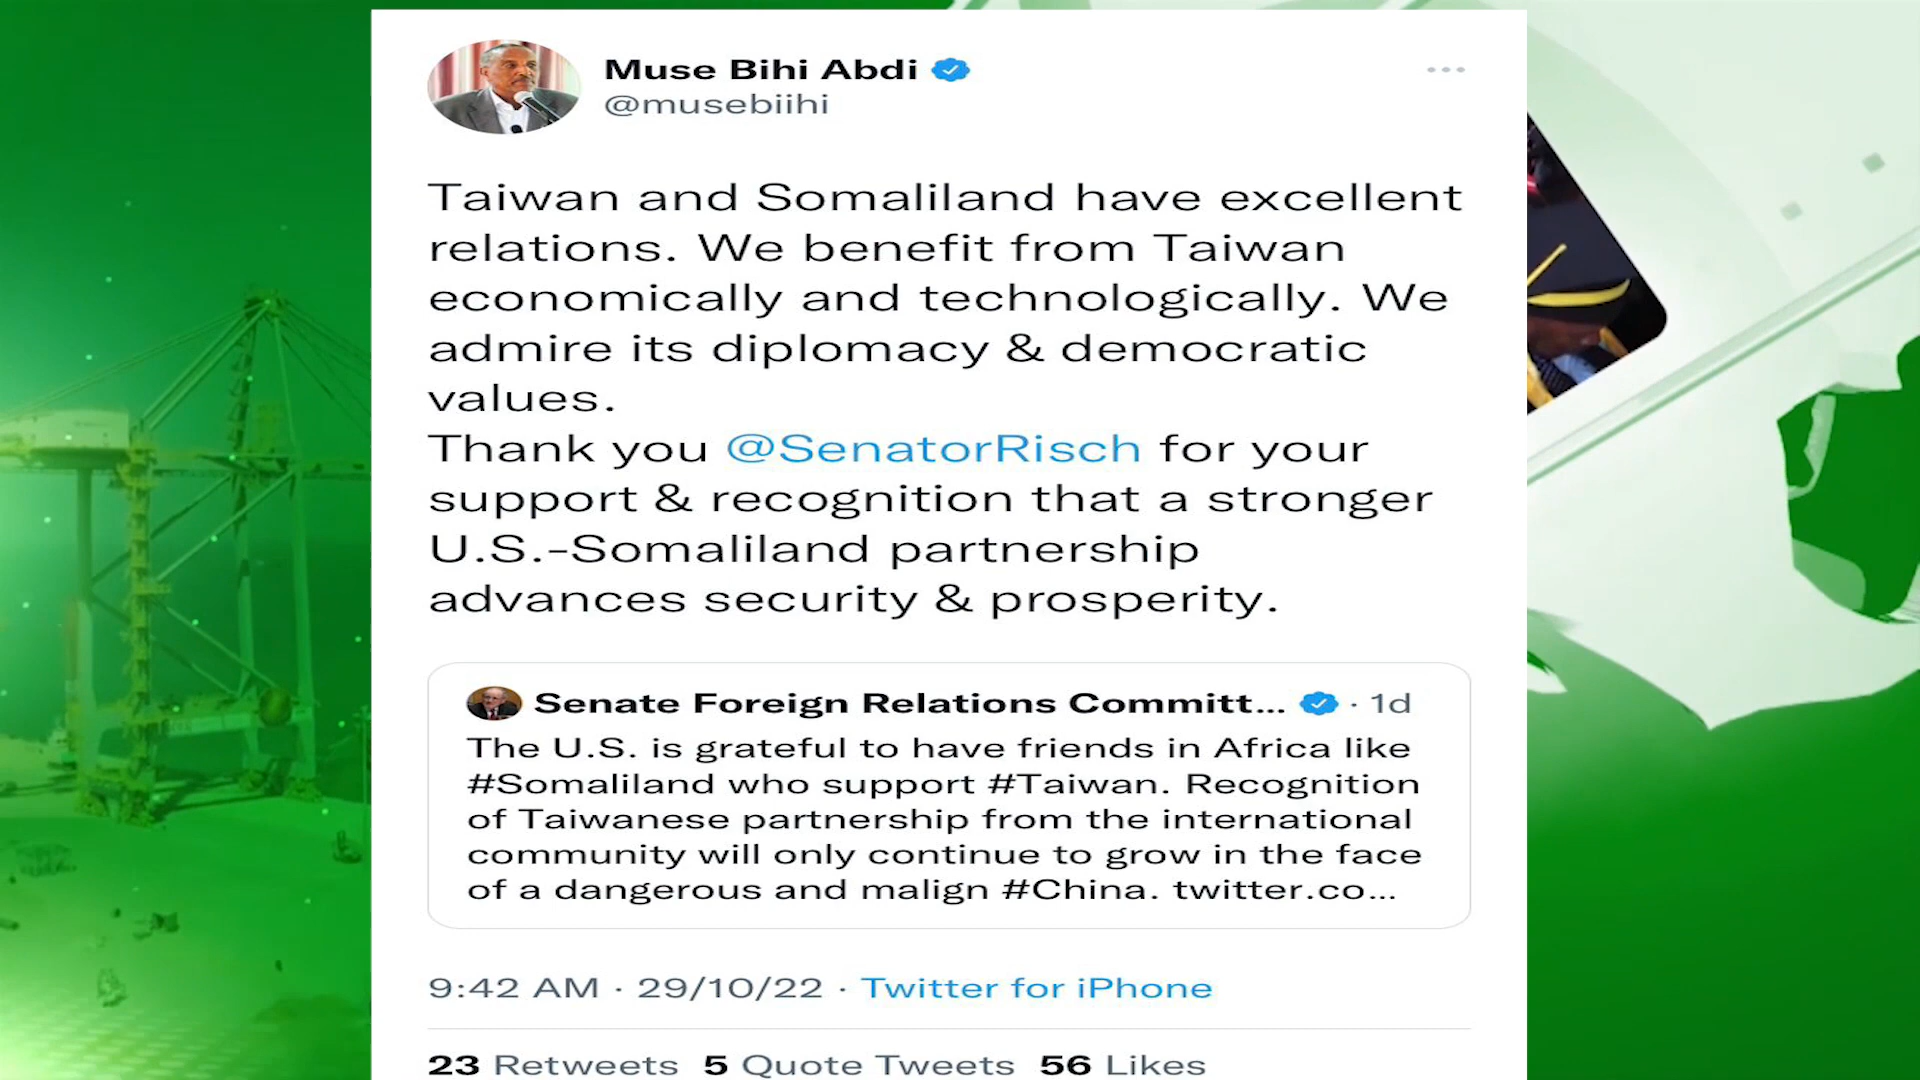 Muse Bihi Abdi
@musebiihi
Taiwan and Somaliland have excellent
relations. We benefit from Taiwan
economically and technologically. We
admire its diplomacy & democratic
values.
Thank you @SenatorRisch for your
support & recognition that a stronger
U.S.-Somaliland partnership
advances security & prosperity.
Senate Foreign Relations Committ... · 1d
The U.S. is grateful to have friends in Africa like
#Somaliland who support #Taiwan. Recognition
of Taiwanese partnership from the international
community will only continue to grow in the face
of a dangerous and malign #China. twitter.co...
9:42 AM · 29/10/22 · Twitter for iPhone
23 Retweets 5 Quote Tweets 56 Likes